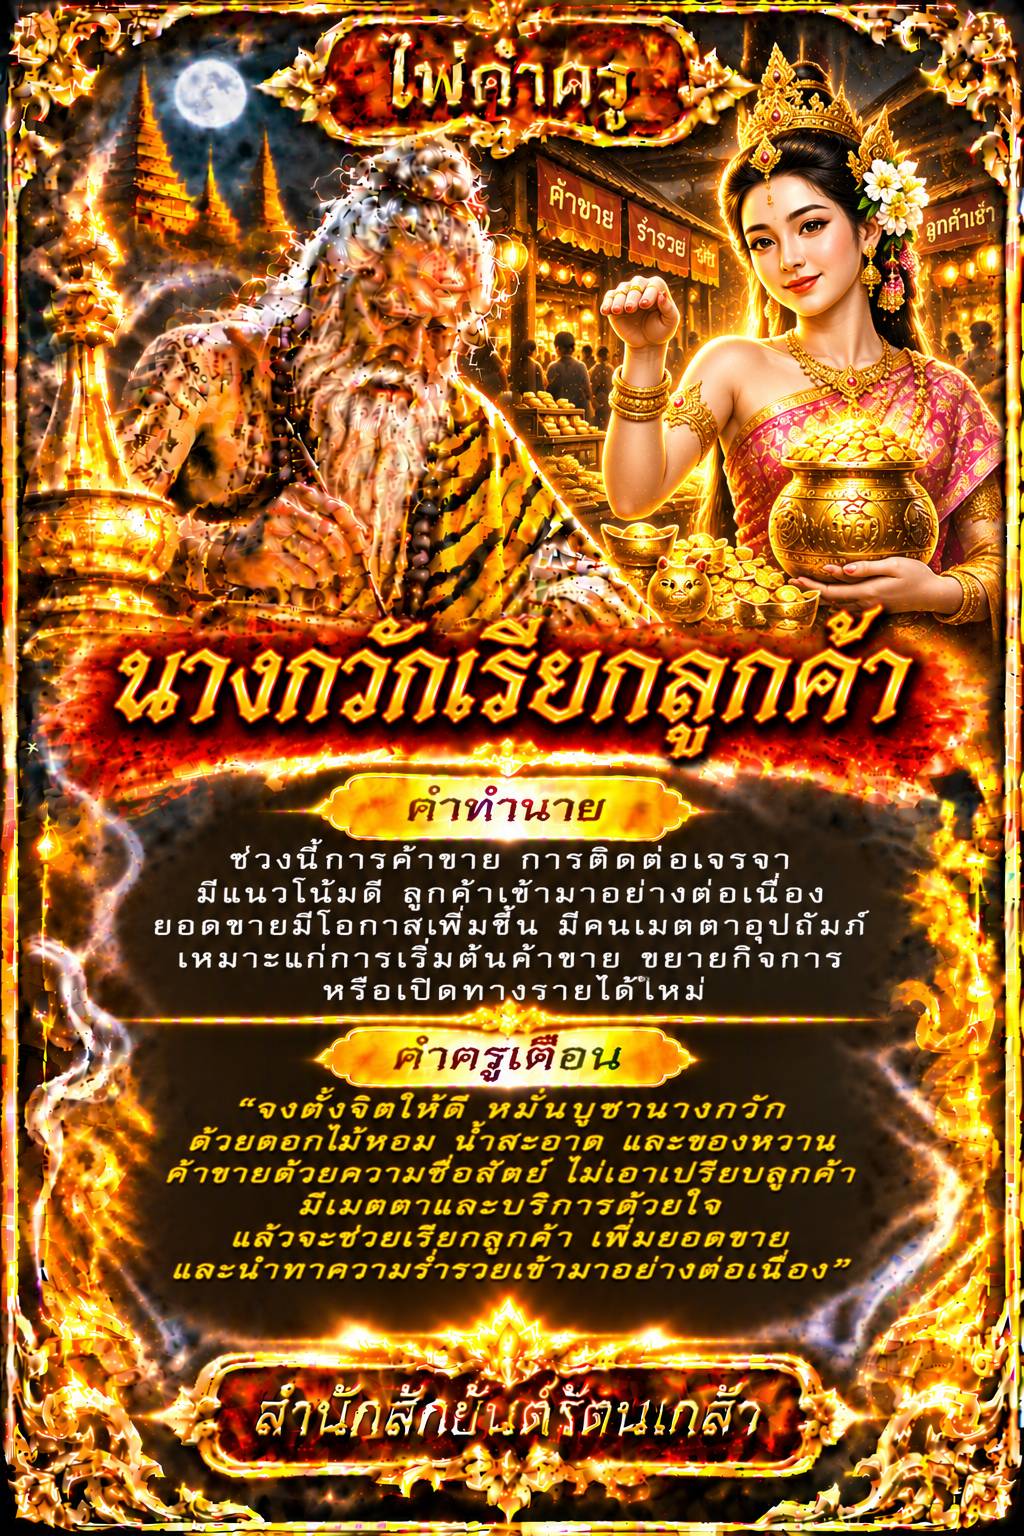 ไพ่คำครู
ค้าขาย
ร่ำรวย
ลูกค้าเข้า
นางกวักเรียกลูกค้า
คำทำนาย
ช่วงนี้การค้าขาย การติดต่อเจรจา
มีแนวโน้มดี ลูกค้าเข้ามาอย่างต่อเนื่อง
ยอดขายมีโอกาสเพิ่มขึ้น มีคนเมตตาอุปถัมภ์
เหมาะแก่การเริ่มต้นค้าขาย ขยายกิจการ
หรือเปิดทางรายได้ใหม่
คำครูเตือน
“จงตั้งจิตให้ดี หมั่นบูชานางกวัก
ด้วยดอกไม้หอม น้ำสะอาด และของหวาน
ค้าขายด้วยความซื่อสัตย์ ไม่เอาเปรียบลูกค้า
มีเมตตาและบริการด้วยใจ
แล้วจะช่วยเรียกลูกค้า เพิ่มยอดขาย
และนำพาความร่ำรวยเข้ามาอย่างต่อเนื่อง”
สำนักสักยันต์รัตนเกล้า